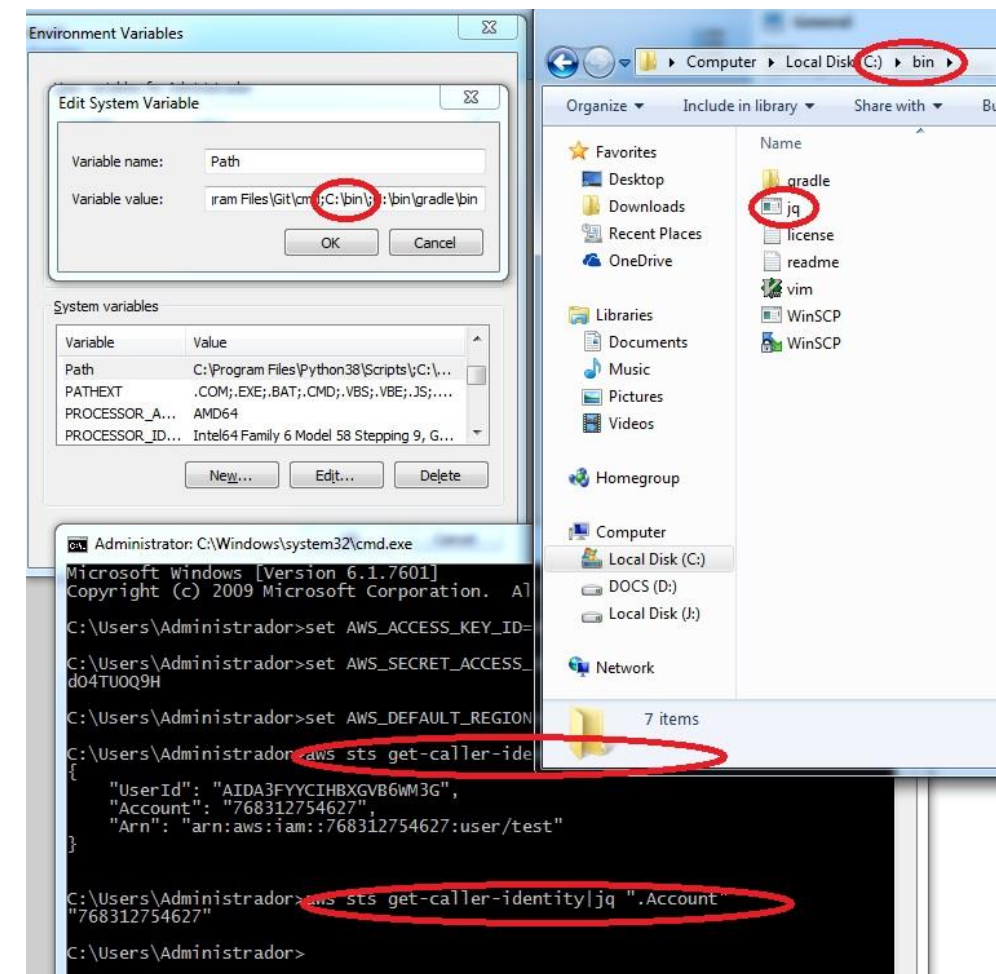 Environment Variables
Edit System Variable
Variable name:
Path
Variable value:
gram Files\Git\cmd;C:\bin\;C:\bin\gradle\bin
OK
Cancel
System variables
Variable Value
Path C:\Program Files\Python38\Scripts\;C:\...
PATHEXT .COM;.EXE;.BAT;.CMD;.VBS;.VBE;.JS;....
PROCESSOR_A... AMD64
PROCESSOR_ID... Intel64 Family 6 Model 58 Stepping 9, G...
New... Edit... Delete
Computer Local Disk (C:) bin
Organize Include in library Share with Bu
Favorites
Desktop
Downloads
Recent Places
OneDrive
Libraries
Documents
Music
Pictures
Videos
Homegroup
Computer
Local Disk (C:)
DOCS (D:)
Local Disk (J:)
Network
Name
gradle
jq
license
readme
vim
WinSCP
WinSCP
7 items
Administrator: C:\Windows\system32\cmd.exe
Microsoft Windows [Version 6.1.7601]
Copyright (c) 2009 Microsoft Corporation. Al
C:\Users\Administrador>set AWS_ACCESS_KEY_ID=
C:\Users\Administrador>set AWS_SECRET_ACCESS_
dO4TUOQ9H
C:\Users\Administrador>set AWS_DEFAULT_REGION
C:\Users\Administrador>aws sts get-caller-ide
{
"UserId": "AIDA3FYYCIHBXGVB6WM3G",
"Account": "768312754627",
"Arn": "arn:aws:iam::768312754627:user/test"
}
C:\Users\Administrador>aws sts get-caller-identity|jq ".Account"
"768312754627"
C:\Users\Administrador>